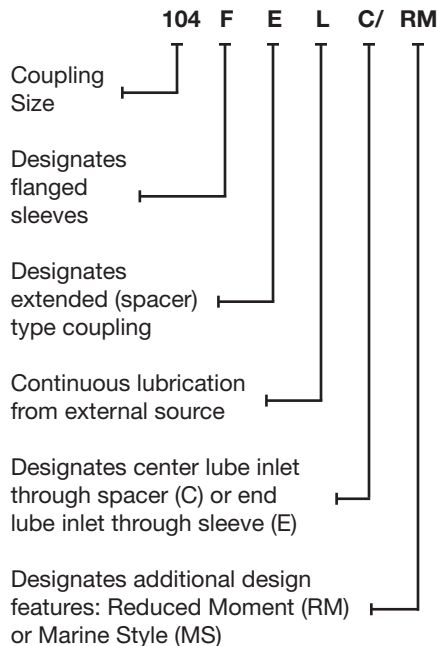 104 F E L C/ RM
Coupling
Size
Designates
flanged
sleeves
Designates
extended (spacer)
type coupling
Continuous lubrication
from external source
Designates center lube inlet
through spacer (C) or end
lube inlet through sleeve (E)
Designates additional design
features: Reduced Moment (RM)
or Marine Style (MS)